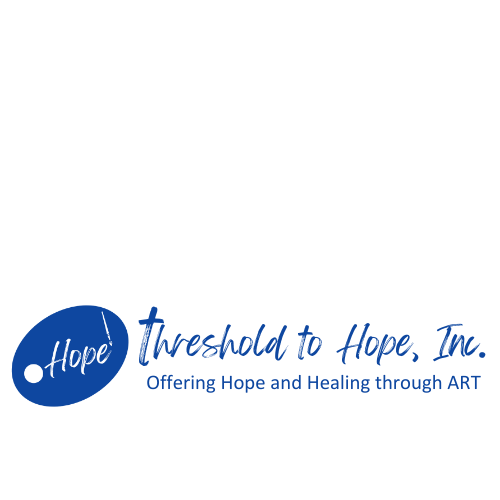 Hope
threshold to Hope, Inc.
Offering Hope and Healing through ART